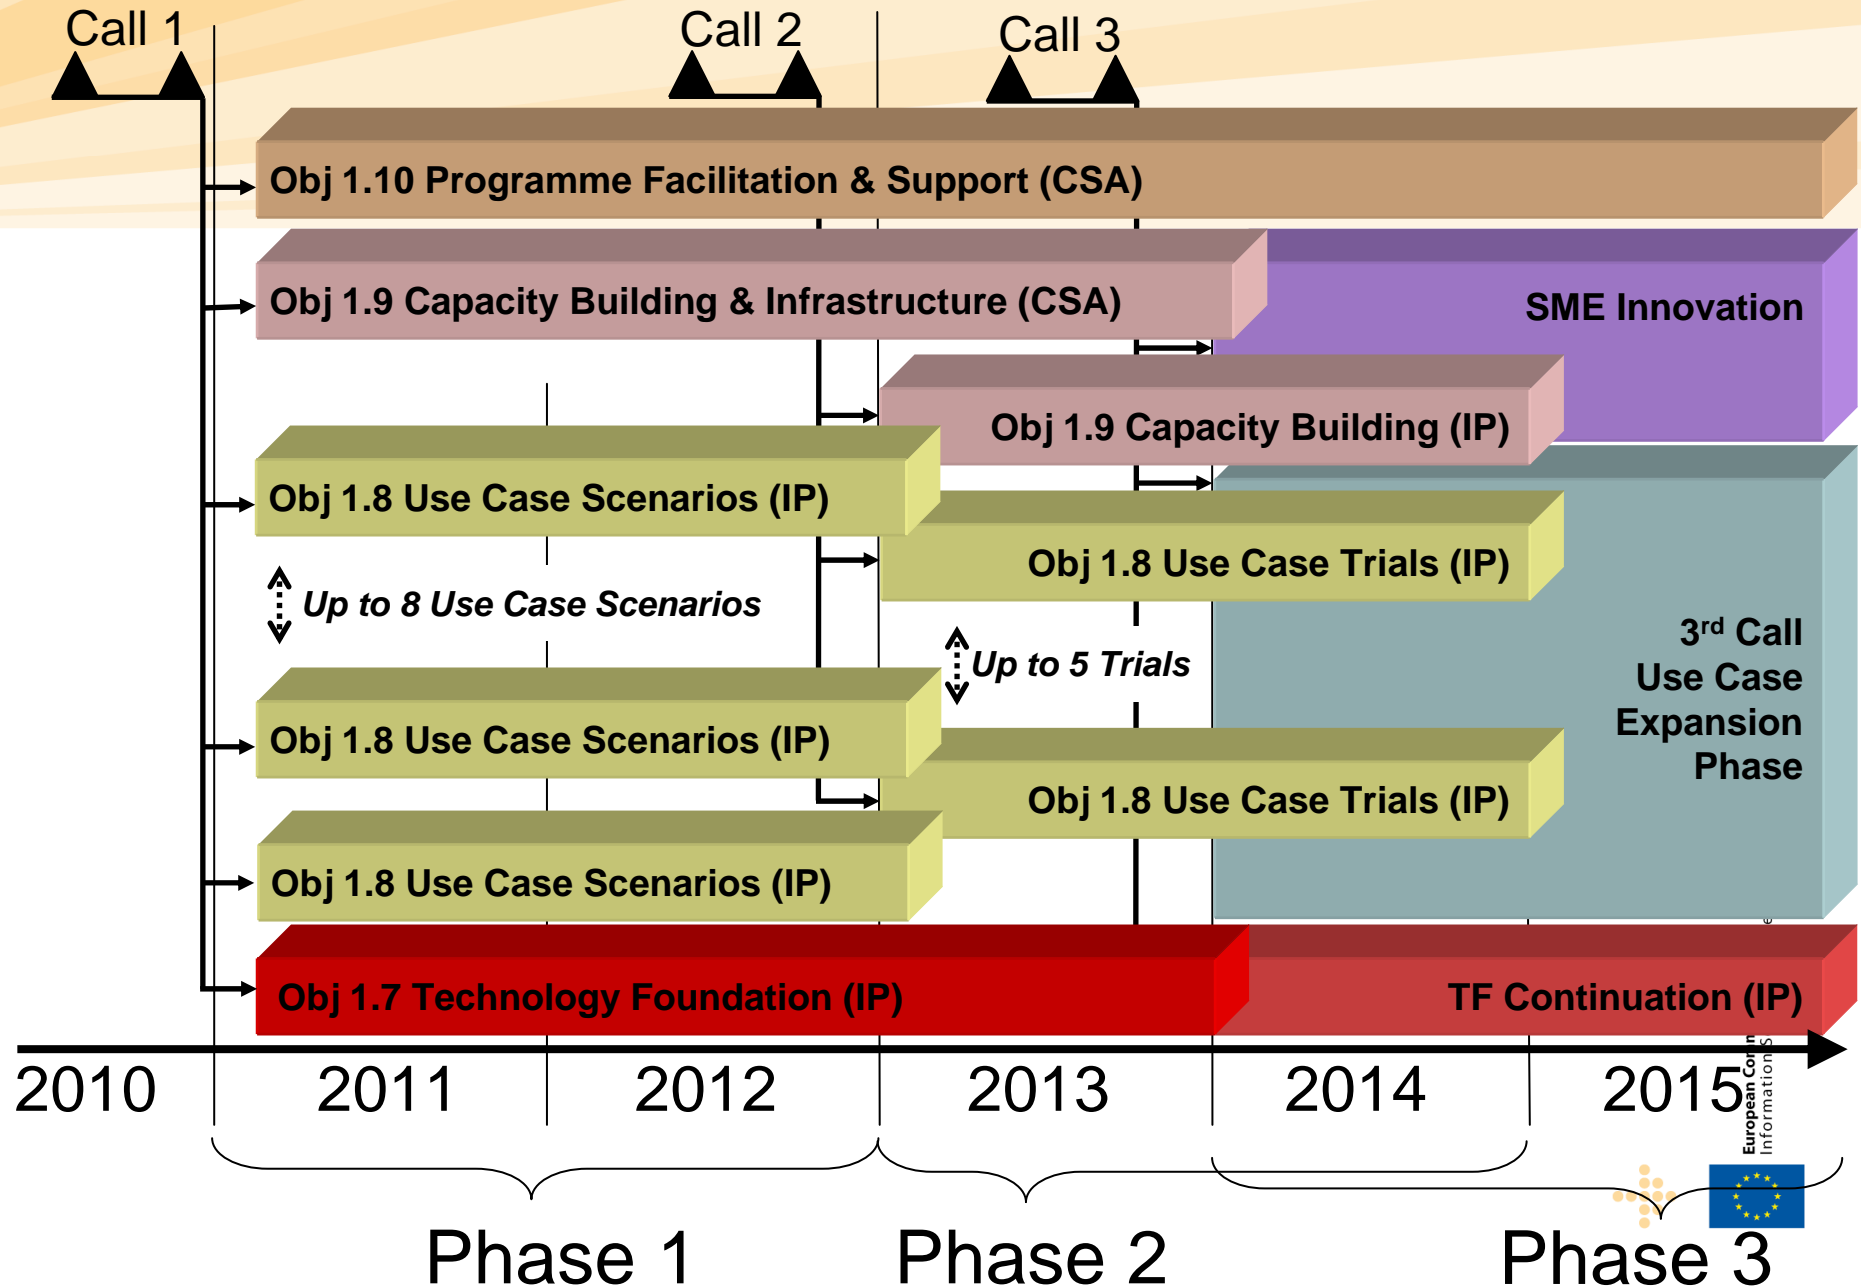 Call 1
Call 2
Call 3
Obj 1.10 Programme Facilitation & Support (CSA)
Obj 1.9 Capacity Building & Infrastructure (CSA)
SME Innovation
Obj 1.9 Capacity Building (IP)
Obj 1.8 Use Case Scenarios (IP)
Obj 1.8 Use Case Trials (IP)
Up to 8 Use Case Scenarios
3rd Call
Use Case
Expansion
Phase
Up to 5 Trials
Obj 1.8 Use Case Scenarios (IP)
Obj 1.8 Use Case Trials (IP)
Obj 1.8 Use Case Scenarios (IP)
Obj 1.7 Technology Foundation (IP)
TF Continuation (IP)
2010
2011
2012
2013
2014
2015
European Com
Information S
Phase 1
Phase 2
Phase 3